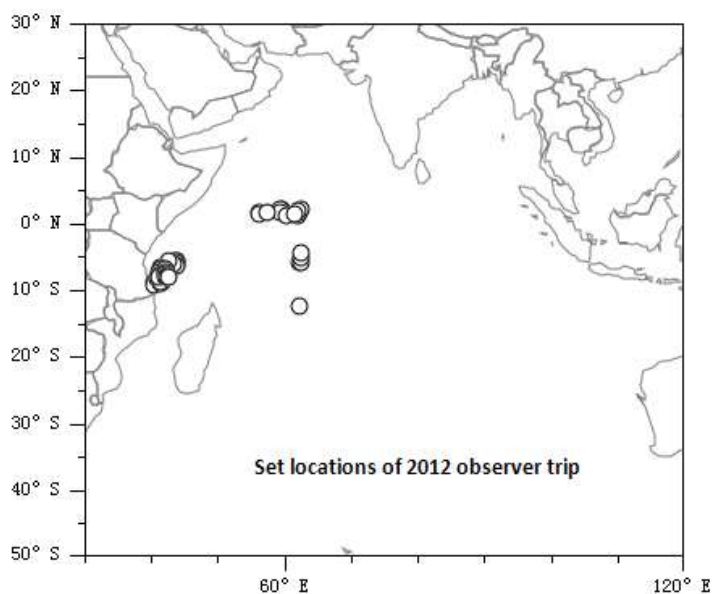 30° N
20° N
10° N
0° N
10° S
20° S
30° S
40° S
50° S
Set locations of 2012 observer trip
60° E
120° E